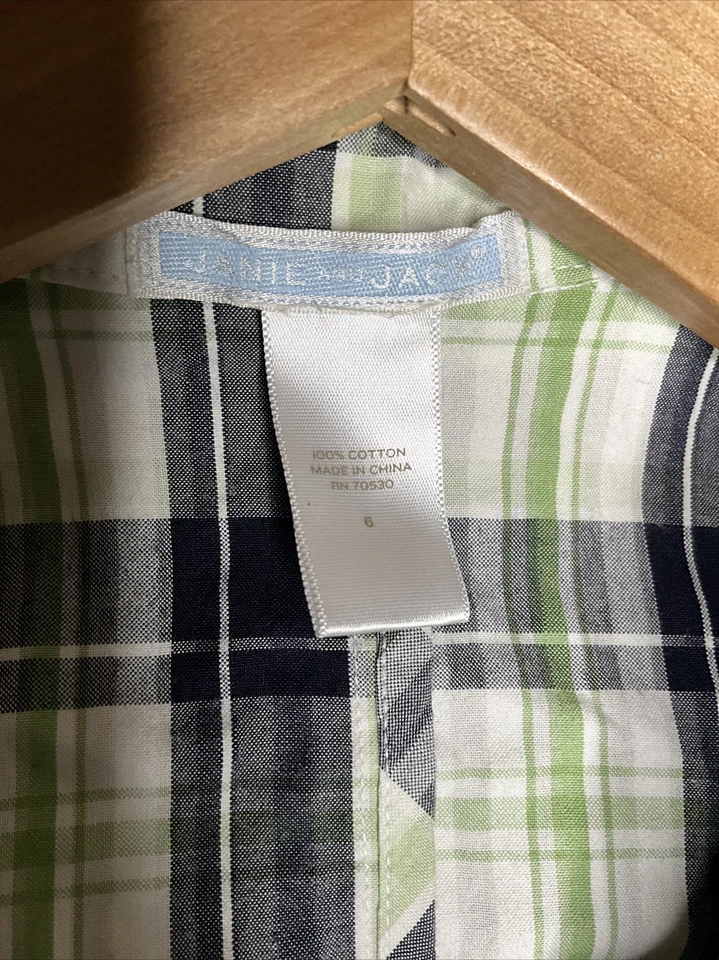 JANIE AND JACK®
100% COTTON
MADE IN CHINA
RN 70530
6